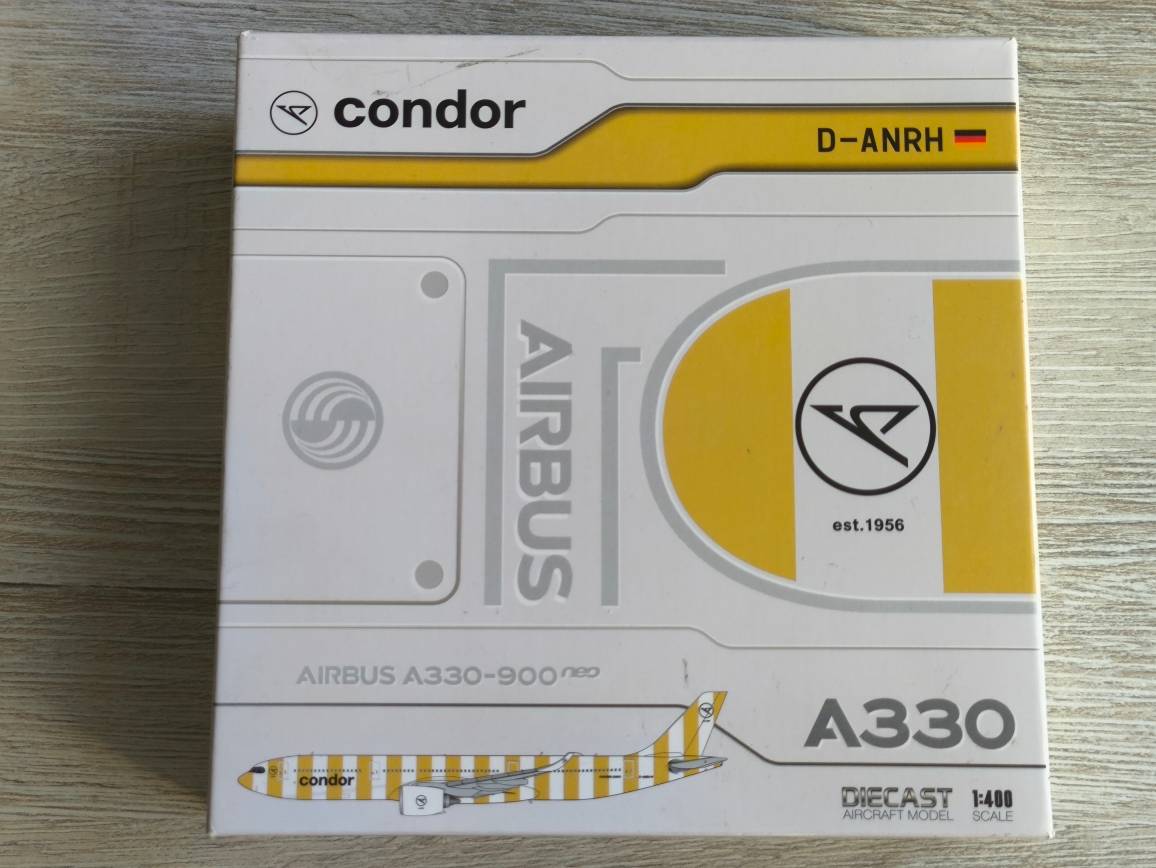 condor
D-ANRH
AIRBUS
est.1956
AIRBUS A330-900neo
A330
condor
DIECAST 1:400
AIRCRAFT MODEL SCALE